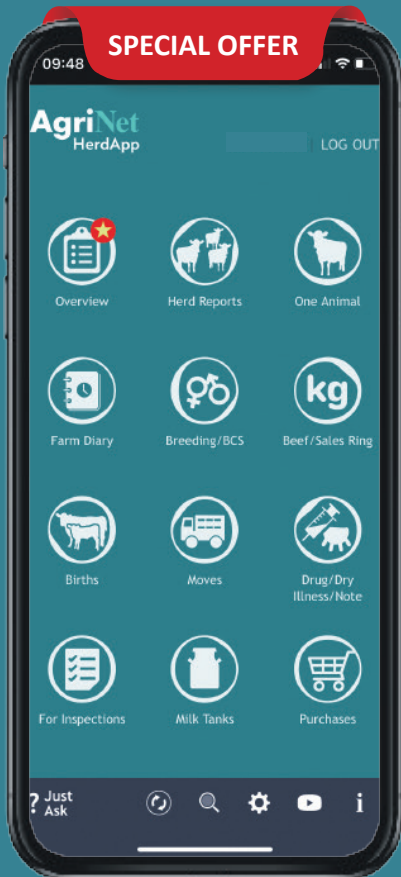 SPECIAL OFFER
09:48
AgriNet
HerdApp
LOG OUT
Overview
Herd Reports
One Animal
Farm Diary
Breeding/BCS
kg
Beef/Sales Ring
Births
Moves
Drug/Dry
Illness/Note
For Inspections
Milk Tanks
Purchases
? Just
Ask
i